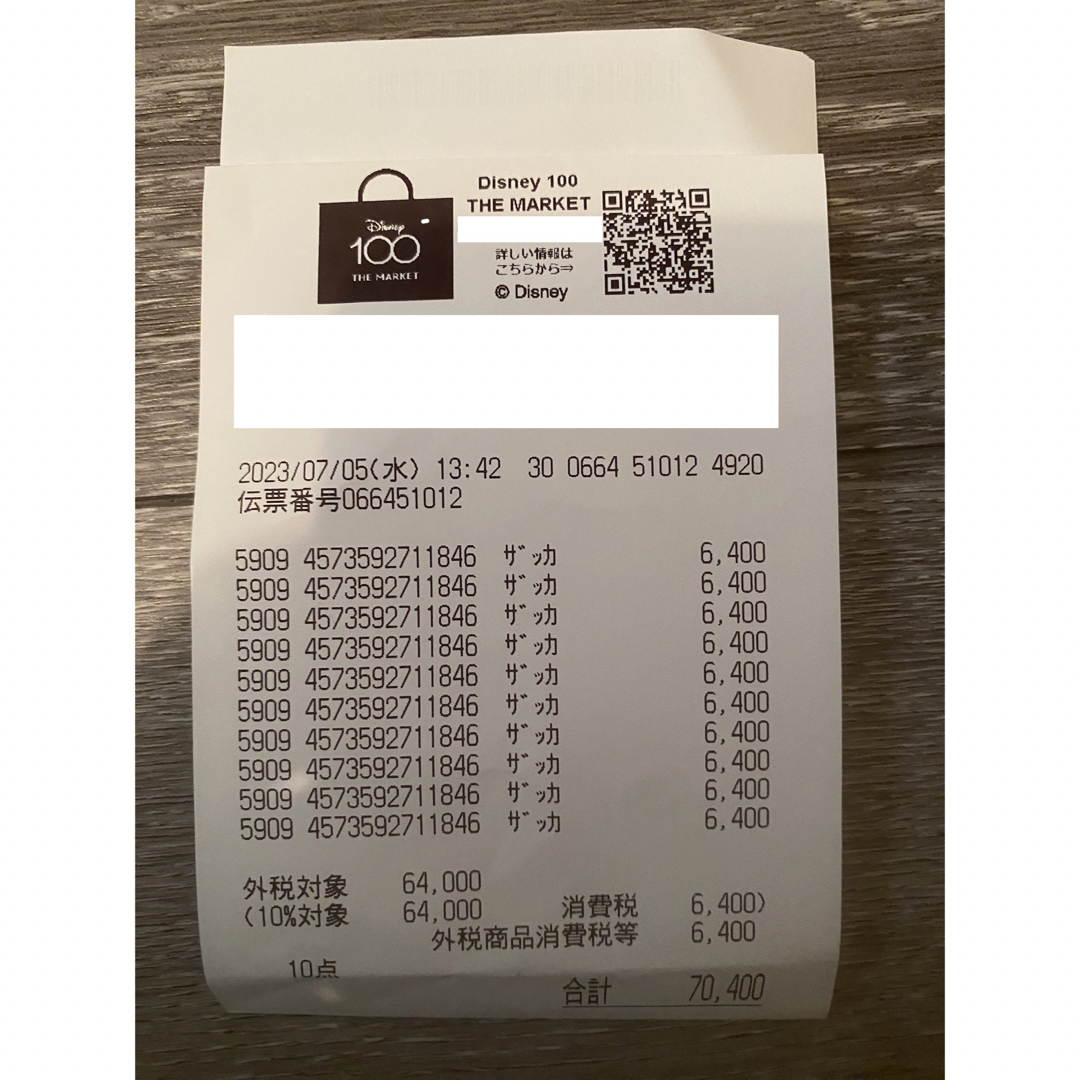 Disney 100
THE MARKET
Disney
100
THE MARKET
詳しい情報は
こちらから⇒
© Disney
2023/07/05(水) 13:42 30 0664 51012 4920
伝票番号066451012
5909 4573592711846 ザッカ 6,400
5909 4573592711846 ザッカ 6,400
5909 4573592711846 ザッカ 6,400
5909 4573592711846 ザッカ 6,400
5909 4573592711846 ザッカ 6,400
5909 4573592711846 ザッカ 6,400
5909 4573592711846 ザッカ 6,400
5909 4573592711846 ザッカ 6,400
5909 4573592711846 ザッカ 6,400
5909 4573592711846 ザッカ 6,400
外税対象 64,000
(10%対象 64,000 消費税 6,400)
外税商品消費税等 6,400
10点
合計 70,400